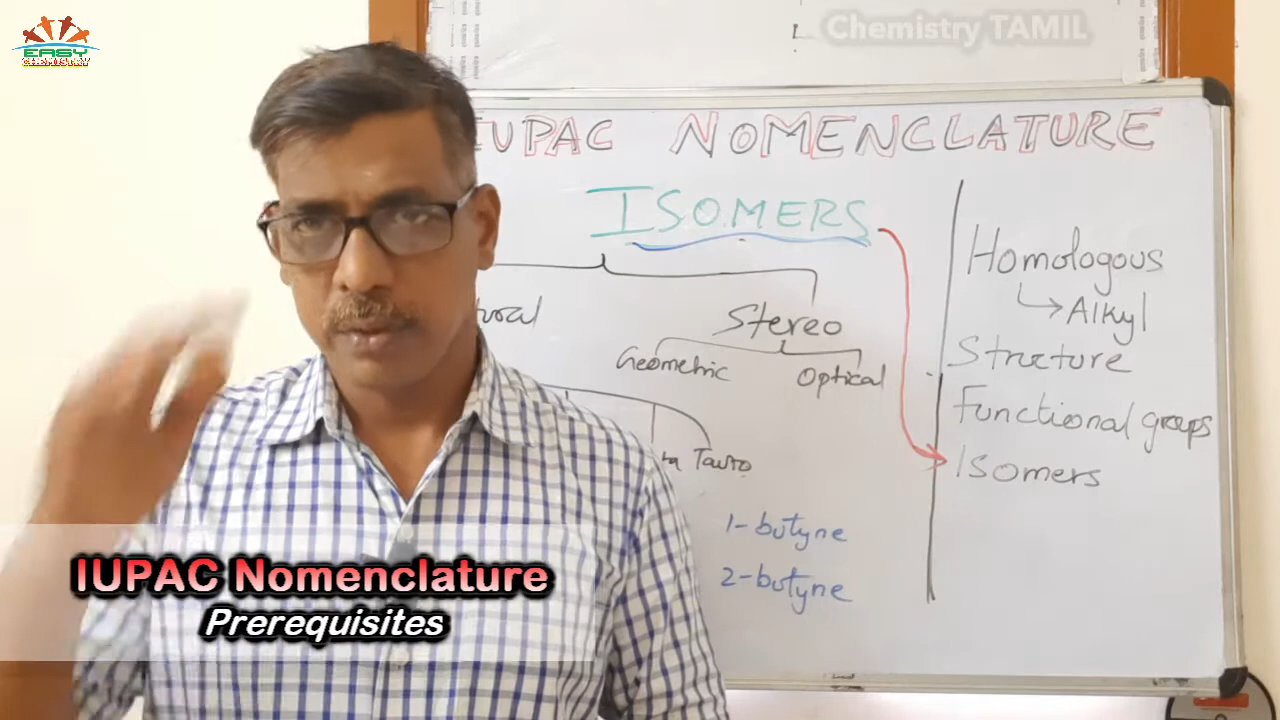 EASY
CHEMISTRY
Chemistry TAMIL
IUPAC NOMENCLATURE
ISOMERS
Stereo
Geometric
Optical
Tauto
1-butyne
2-butyne
Homologous
Alkyl
Structure
Functional groups
Isomers
IUPAC Nomenclature
Prerequisites